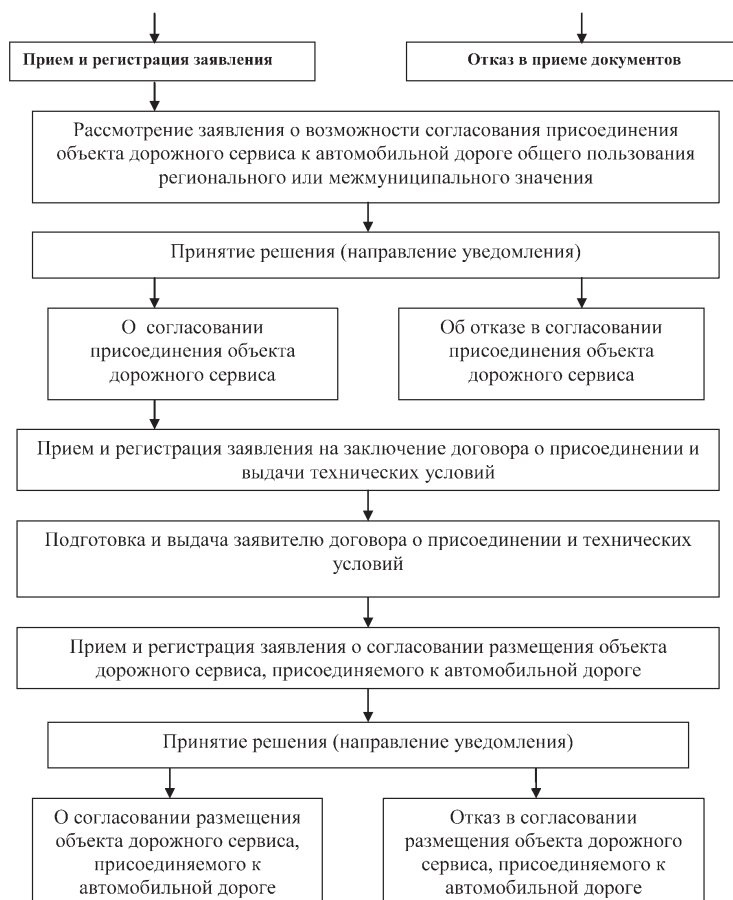 Прием и регистрация заявления
Отказ в приеме документов
Рассмотрение заявления о возможности согласования присоединения
объекта дорожного сервиса к автомобильной дороге общего пользования
регионального или межмуниципального значения
Принятие решения (направление уведомления)
О согласовании
присоединения объекта
дорожного сервиса
Об отказе в согласовании
присоединения объекта
дорожного сервиса
Прием и регистрация заявления на заключение договора о присоединении и
выдачи технических условий
Подготовка и выдача заявителю договора о присоединении и технических
условий
Прием и регистрация заявления о согласовании размещения объекта
дорожного сервиса, присоединяемого к автомобильной дороге
Принятие решения (направление уведомления)
О согласовании размещения
объекта дорожного сервиса,
присоединяемого к
автомобильной дороге
Отказ в согласовании
размещения объекта дорожного
сервиса, присоединяемого к
автомобильной дороге